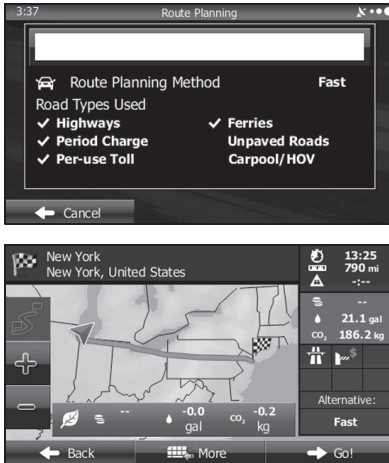 3:37 Route Planning
Route Planning Method Fast
Road Types Used
Highways Ferries
Period Charge Unpaved Roads
Per-use Toll Carpool/HOV
Cancel
New York
New York, United States
13:25
790 mi
-:--
--
21.1 gal
CO₂ 186.2 kg
$
-- -0.0 gal CO₂ -0.2 kg
Alternative:
Fast
Back More Go!